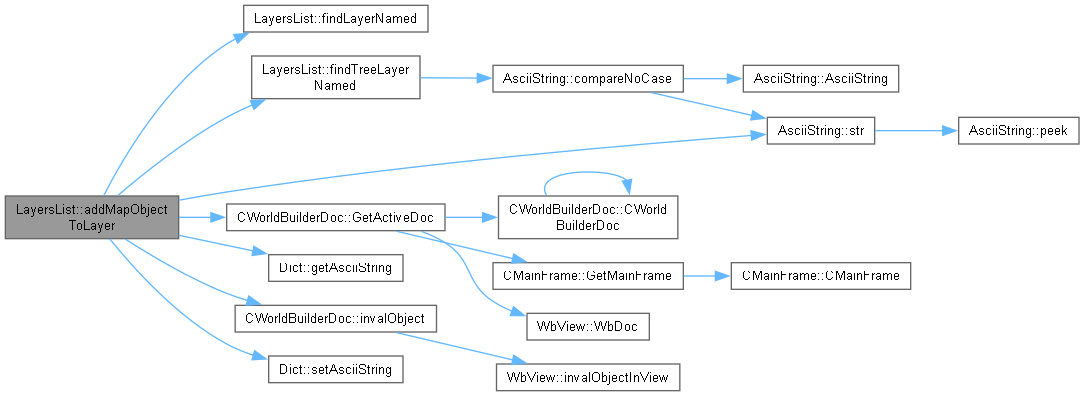 LayersList::findLayerNamed
LayersList::findTreeLayer
Named
AsciiString::compareNoCase
AsciiString::AsciiString
AsciiString::str
AsciiString::peek
LayersList::addMapObject
ToLayer
CWorldBuilderDoc::GetActiveDoc
CWorldBuilderDoc::CWorld
BuilderDoc
Dict::getAsciiString
CMainFrame::GetMainFrame
CMainFrame::CMainFrame
CWorldBuilderDoc::invalObject
WbView::WbDoc
Dict::setAsciiString
WbView::invalObjectInView